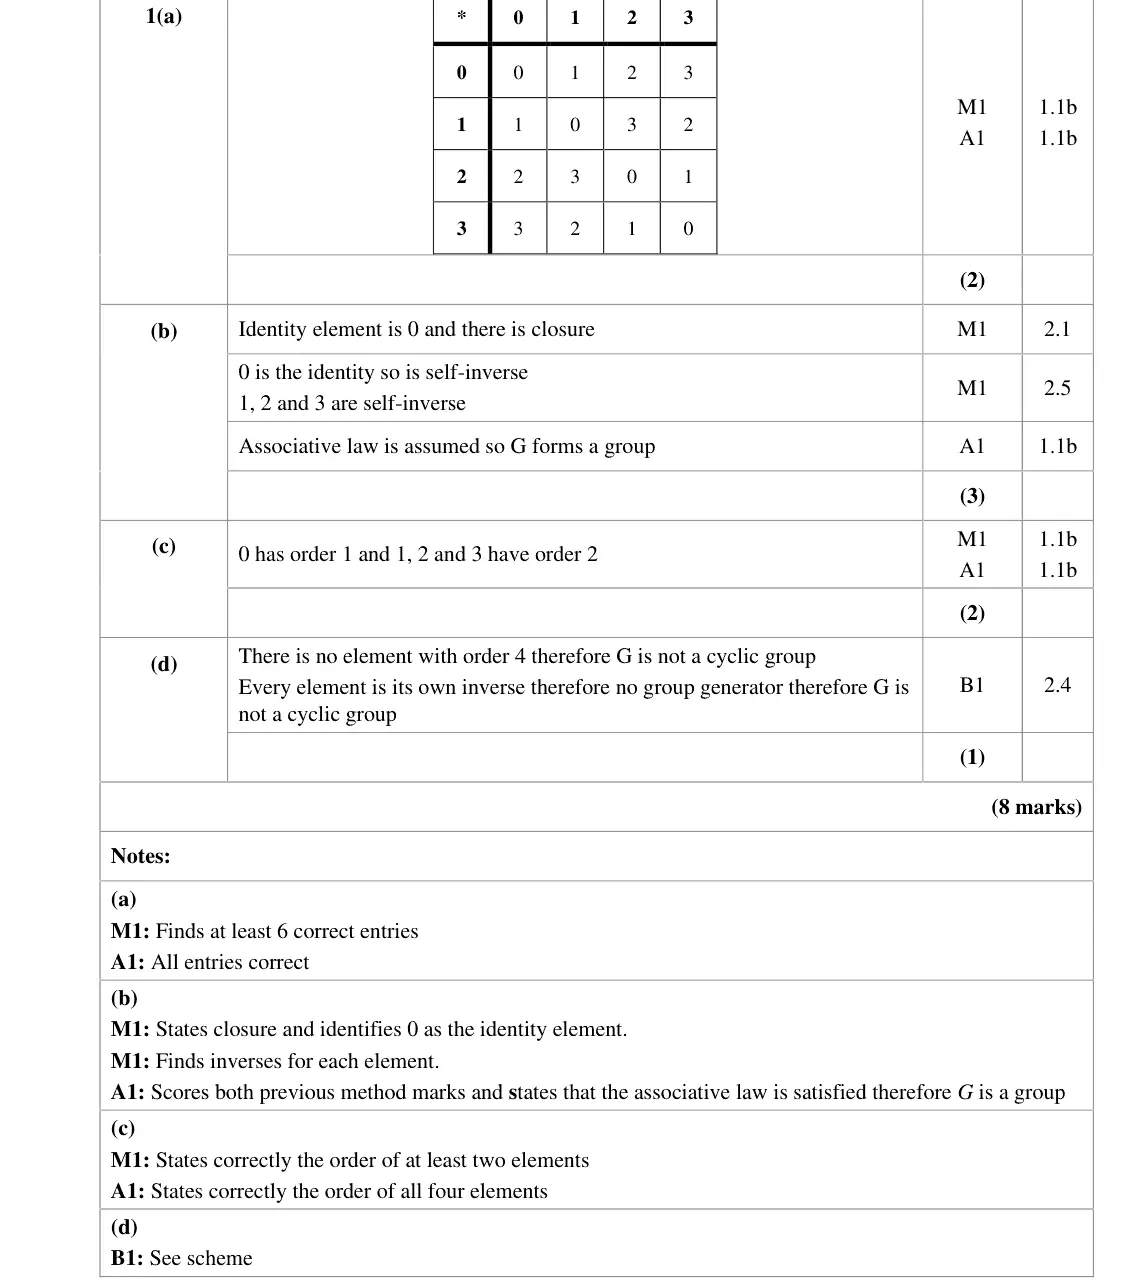 1(a)
* 0 1 2 3
0 0 1 2 3
1 1 0 3 2
2 2 3 0 1
3 3 2 1 0
M1 1.1b
A1 1.1b
(2)
(b) Identity element is 0 and there is closure M1 2.1
0 is the identity so is self-inverse
1, 2 and 3 are self-inverse
M1 2.5
Associative law is assumed so G forms a group A1 1.1b
(3)
(c) 0 has order 1 and 1, 2 and 3 have order 2
M1 1.1b
A1 1.1b
(2)
(d) There is no element with order 4 therefore G is not a cyclic group
Every element is its own inverse therefore no group generator therefore G is
not a cyclic group
B1 2.4
(1)
(8 marks)
Notes:
(a)
M1: Finds at least 6 correct entries
A1: All entries correct
(b)
M1: States closure and identifies 0 as the identity element.
M1: Finds inverses for each element.
A1: Scores both previous method marks and states that the associative law is satisfied therefore G is a group
(c)
M1: States correctly the order of at least two elements
A1: States correctly the order of all four elements
(d)
B1: See scheme